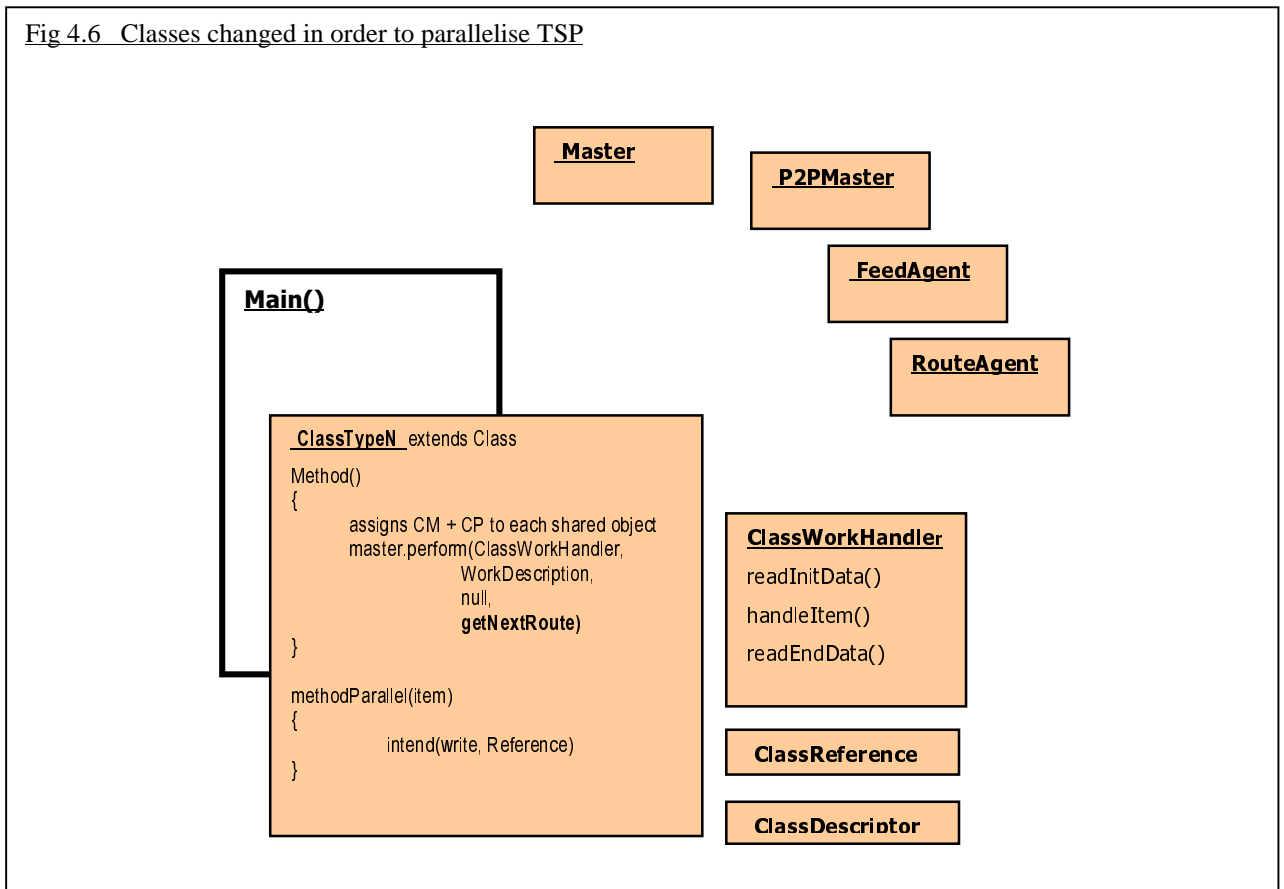 Fig 4.6 Classes changed in order to parallelise TSP
Master
P2PMaster
FeedAgent
RouteAgent
Main()
ClassTypeN extends Class
Method()
{
assigns CM + CP to each shared object
master.perform(ClassWorkHandler,
WorkDescription,
null,
getNextRoute)
}
methodParallel(item)
{
intend(write, Reference)
}
ClassWorkHandler
readInitData()
handleItem()
readEndData()
ClassReference
ClassDescriptor